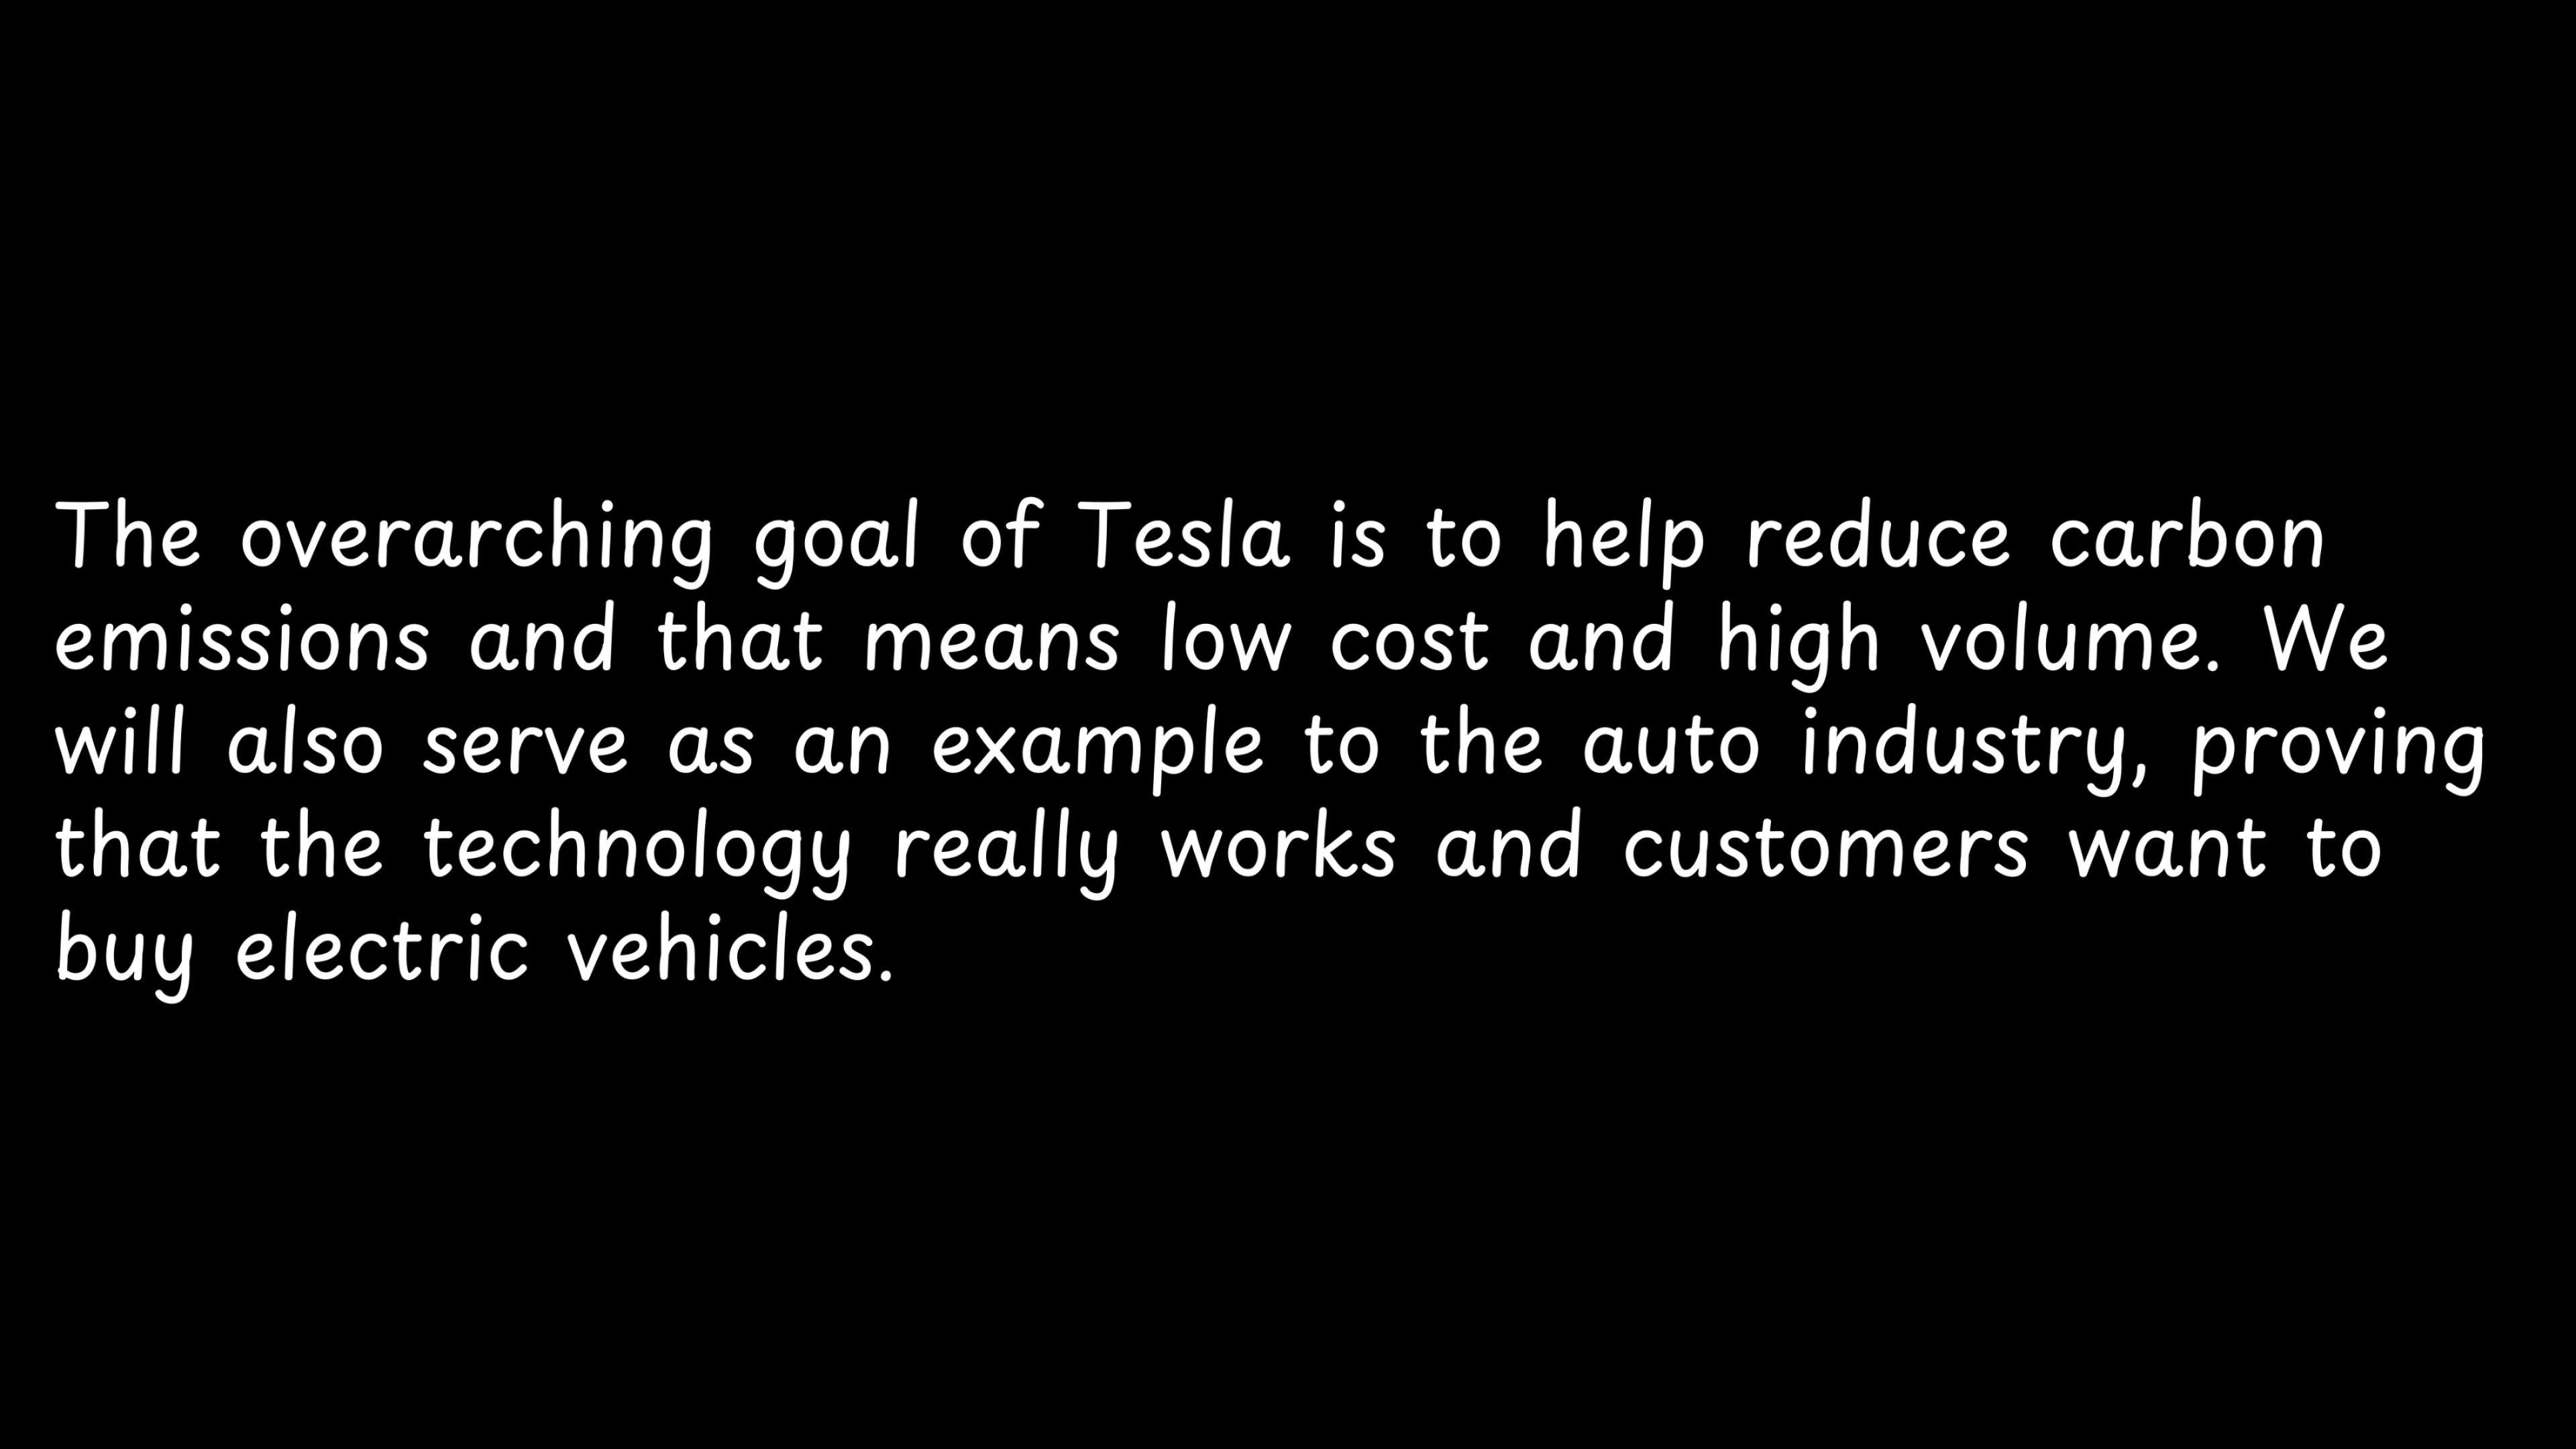 The overarching goal of Tesla is to help reduce carbon
emissions and that means low cost and high volume. We
will also serve as an example to the auto industry, proving
that the technology really works and customers want to
buy electric vehicles.